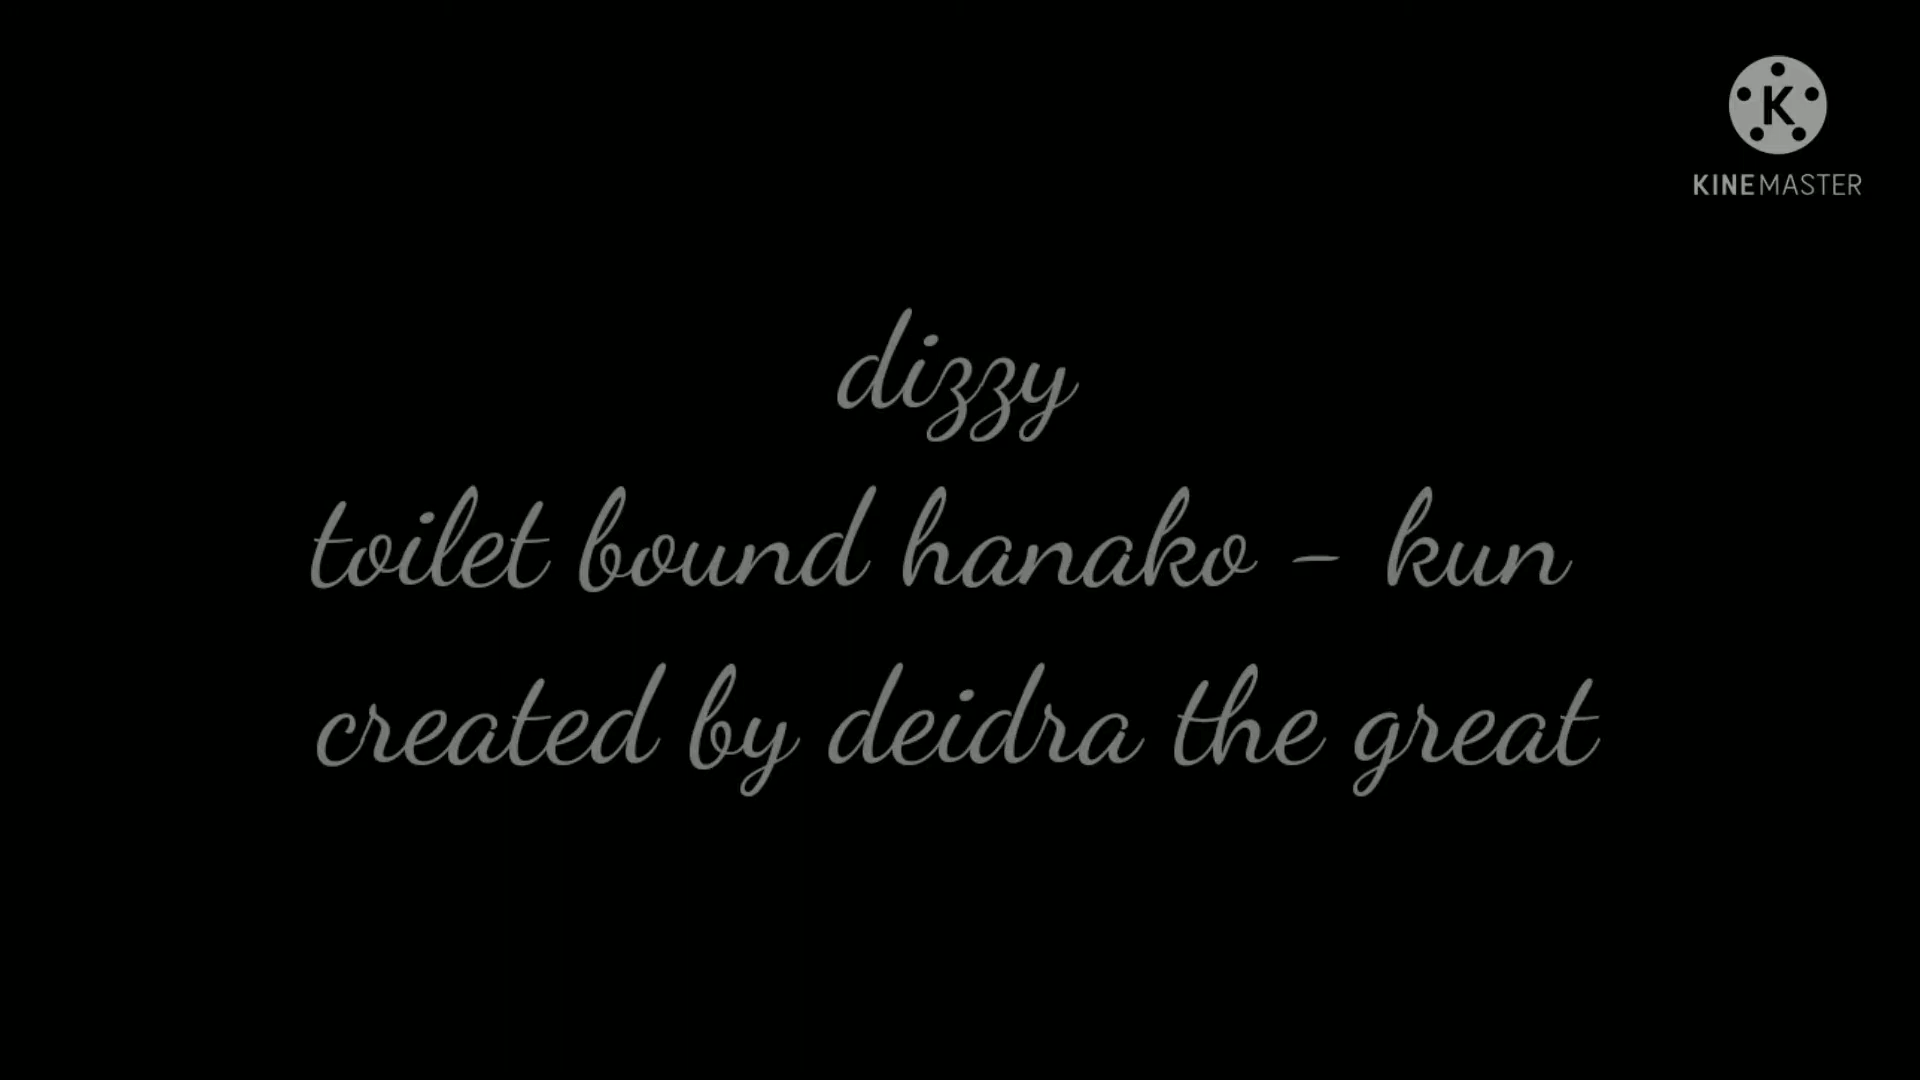 K
KINEMASTER
dizzy
toilet bound hanako - kun
created by deidra the great